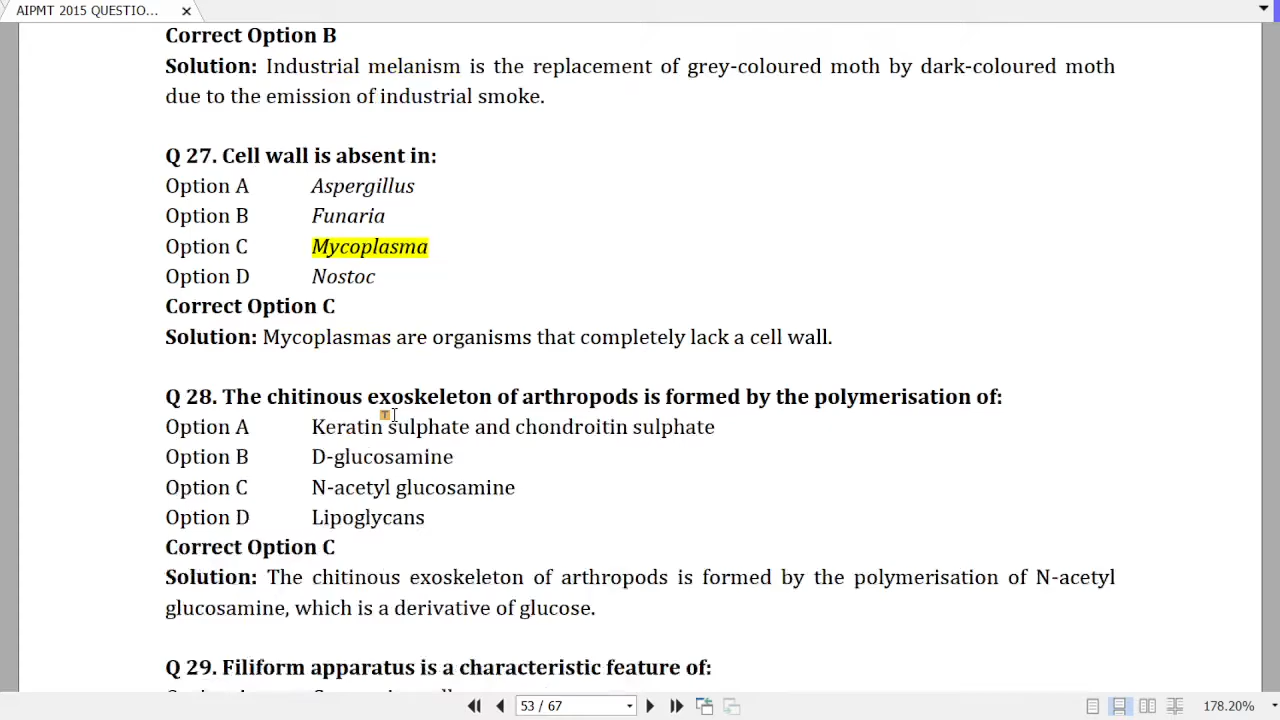 AIPMT 2015 QUESTIO...
Correct Option B
Solution: Industrial melanism is the replacement of grey-coloured moth by dark-coloured moth
due to the emission of industrial smoke.
Q 27. Cell wall is absent in:
Option A Aspergillus
Option B Funaria
Option C Mycoplasma
Option D Nostoc
Correct Option C
Solution: Mycoplasmas are organisms that completely lack a cell wall.
Q 28. The chitinous exoskeleton of arthropods is formed by the polymerisation of:
Option A Keratin sulphate and chondroitin sulphate
Option B D-glucosamine
Option C N-acetyl glucosamine
Option D Lipoglycans
Correct Option C
Solution: The chitinous exoskeleton of arthropods is formed by the polymerisation of N-acetyl
glucosamine, which is a derivative of glucose.
Q 29. Filiform apparatus is a characteristic feature of:
53 / 67
178.20%